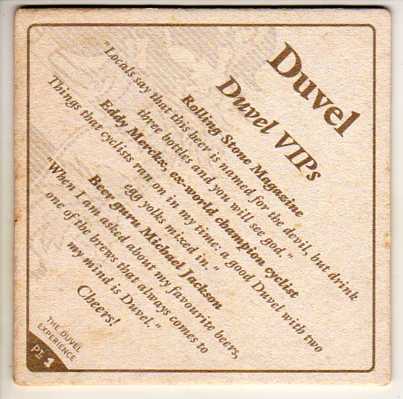 Duvel
Duvel VIPs
Rolling Stone Magazine
"Locals say that this beer is named for the devil, but drink
three bottles and you will see god."
Eddy Merckx, ex-world champion cyclist
Things that cyclists run on, in my time: a good Duvel with two
egg yolks mixed in."
Beer guru Michael Jackson
"When I am asked about my favourite beers,
one of the brews that always comes to
my mind is Duvel."
Cheers!
THE DUVEL
EXPERIENCE
PT 1